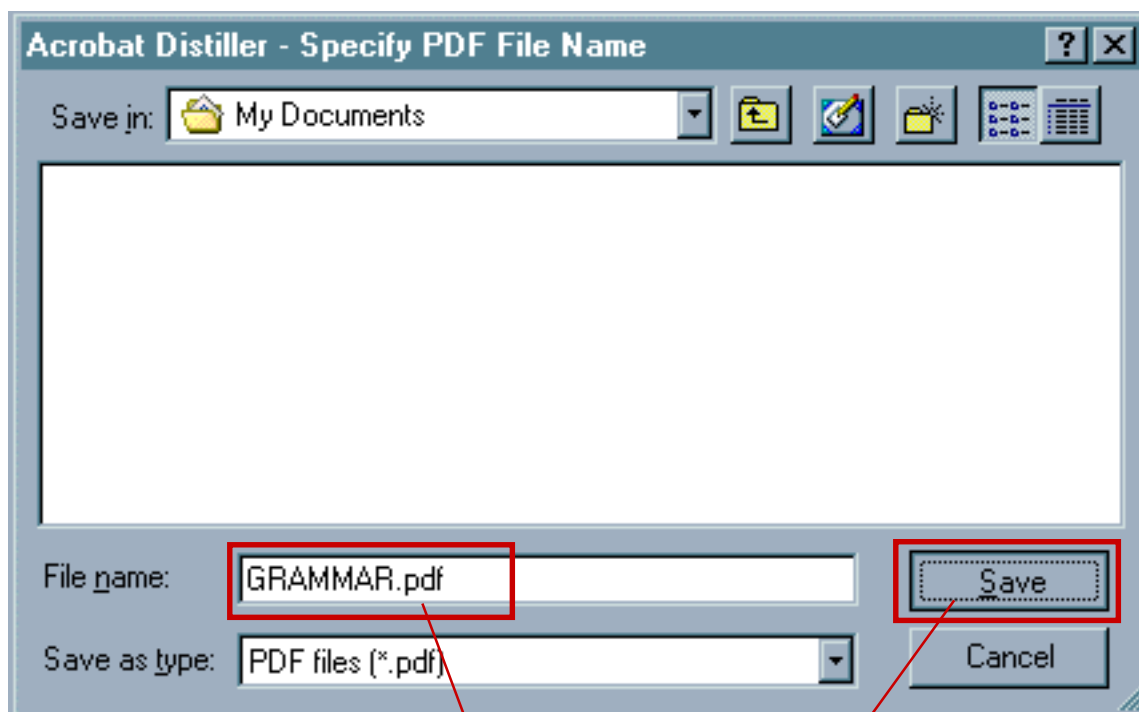 Acrobat Distiller - Specify PDF File Name
Save in: My Documents
File name: GRAMMAR.pdf Save
Save as type: PDF files (*.pdf) Cancel